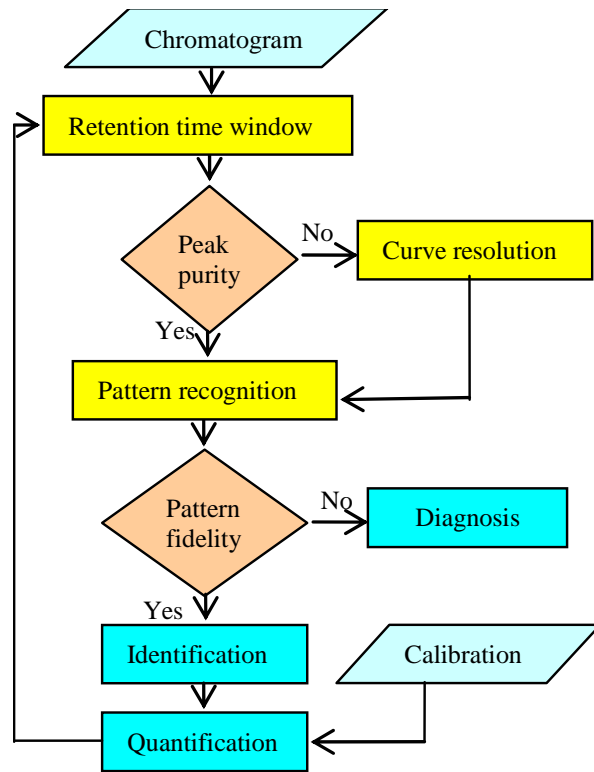 Chromatogram
Retention time window
Peak
purity
No
Curve resolution
Yes
Pattern recognition
Pattern
fidelity
No
Diagnosis
Yes
Identification
Calibration
Quantification